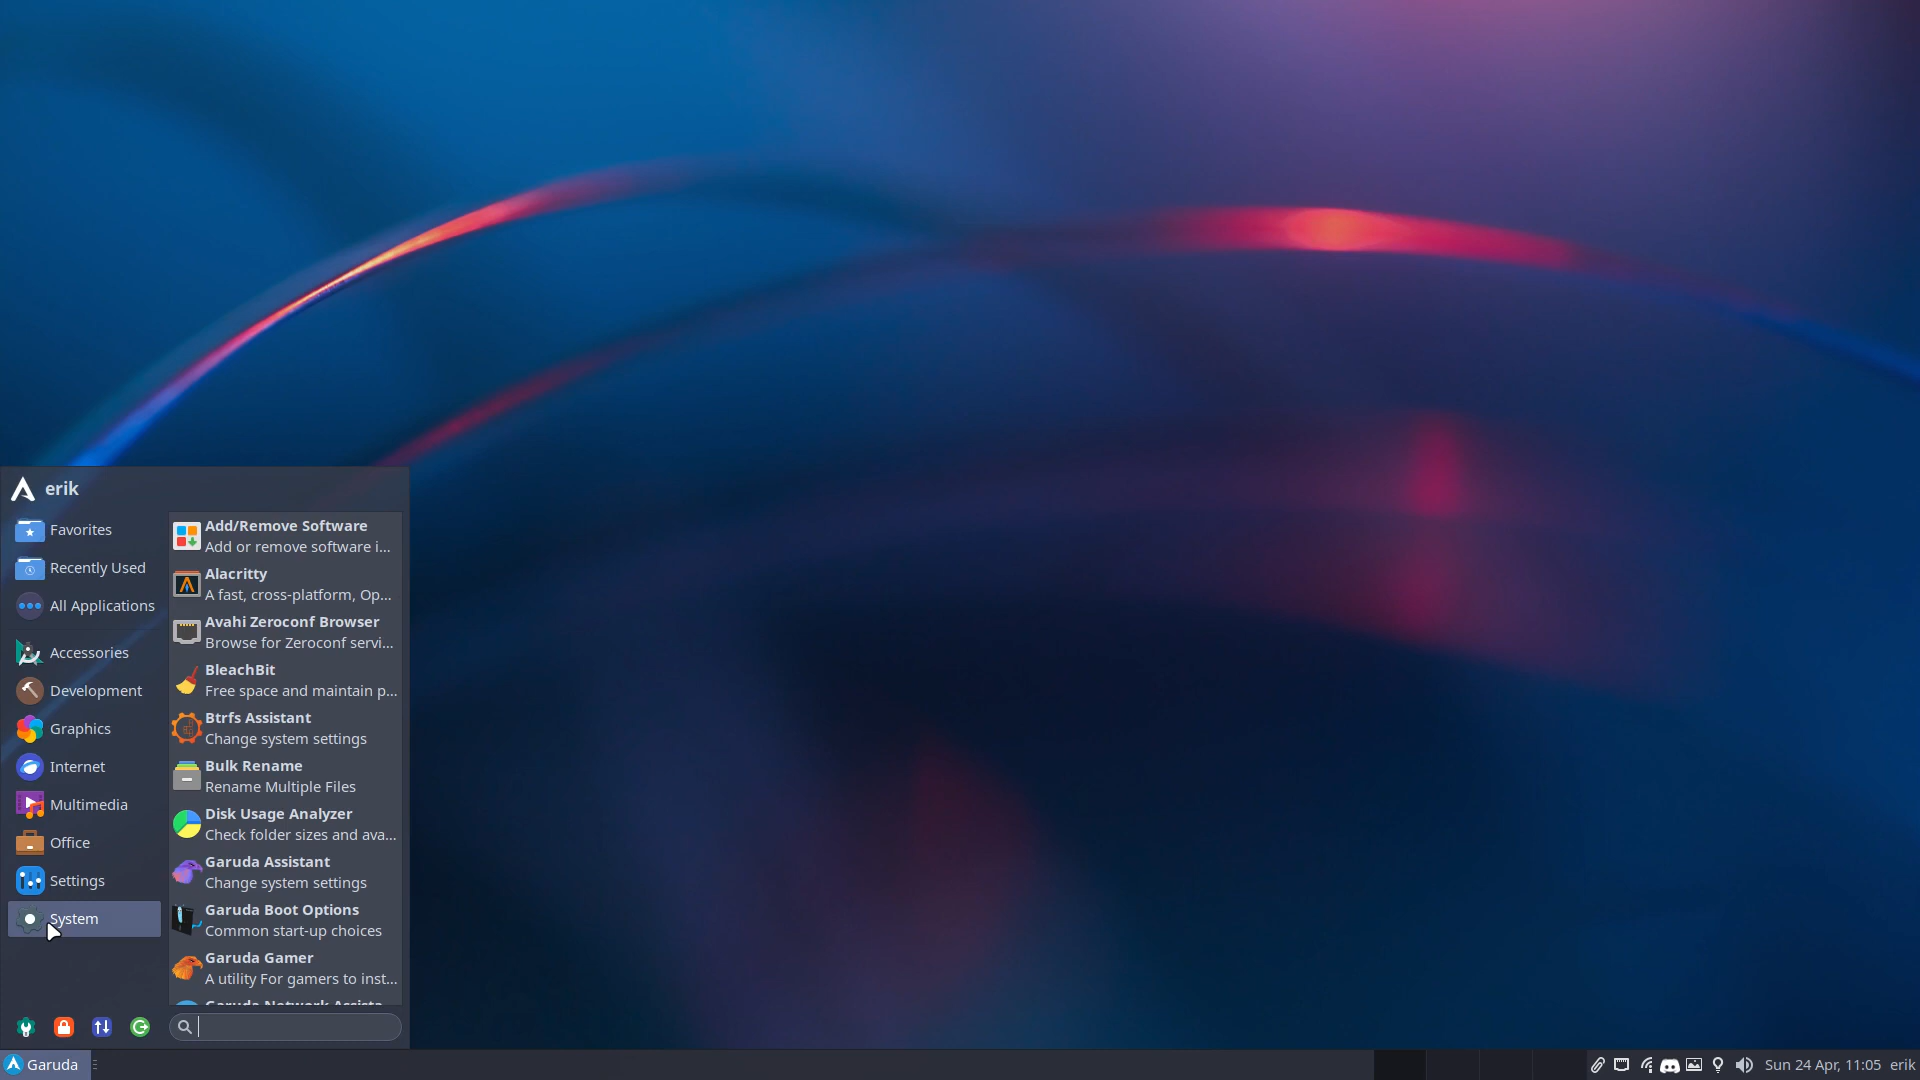 erik
Favorites
Recently Used
All Applications
Accessories
Development
Graphics
Internet
Multimedia
Office
Settings
System
Add/Remove Software
Add or remove software i...
Alacritty
A fast, cross-platform, Op...
Avahi Zeroconf Browser
Browse for Zeroconf servi...
BleachBit
Free space and maintain p...
Btrfs Assistant
Change system settings
Bulk Rename
Rename Multiple Files
Disk Usage Analyzer
Check folder sizes and ava...
Garuda Assistant
Change system settings
Garuda Boot Options
Common start-up choices
Garuda Gamer
A utility For gamers to inst...
Garuda Network Assista
Garuda
Sun 24 Apr, 11:05 erik